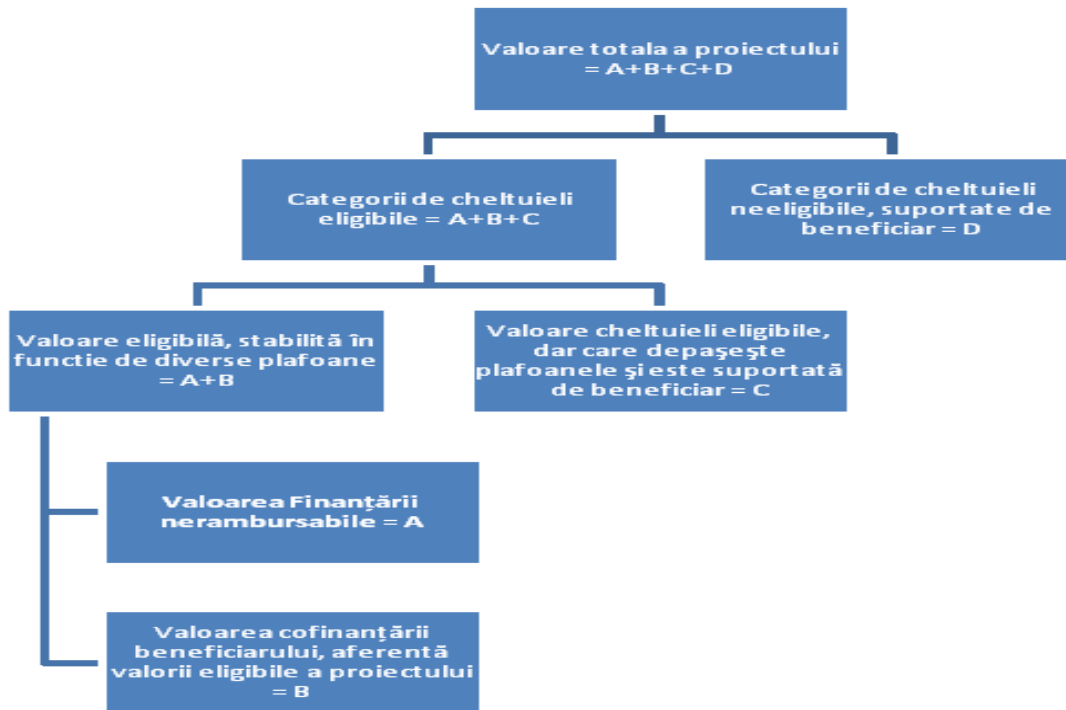 Valoare totala a proiectului
= A+B+C+D
Categorii de cheltuieli
eligibile = A+B+C
Categorii de cheltuieli
neeligibile, suportate de
beneficiar = D
Valoare eligibilă, stabilită în
functie de diverse plafoane
= A+B
Valoare cheltuieli eligibile,
dar care depaşeşte
plafoanele şi este suportată
de beneficiar = C
Valoarea Finanțării
nerambursabile = A
Valoarea cofinanțării
beneficiarului, aferentă
valorii eligibile a proiectului
= B